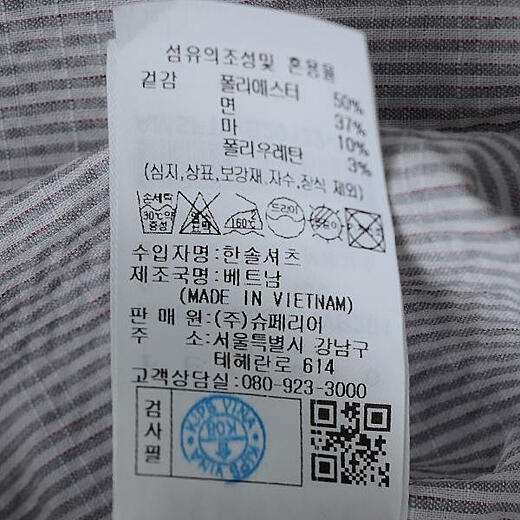 섬유의조성및 혼용율
겉감 폴리에스터 50%
면 37%
마 10%
폴리우레탄 3%
(심지,상표,보강재,자수,장식 제외)
손세탁
30℃약
중성
160℃
드라이
수입자명:한솔셔츠
제조국명:베트남
(MADE IN VIETNAM)
판 매 원:(주)슈페리어
주 소:서울특별시 강남구
테헤란로 614
고객상담실:080-923-3000
검사필
KOB
VINA